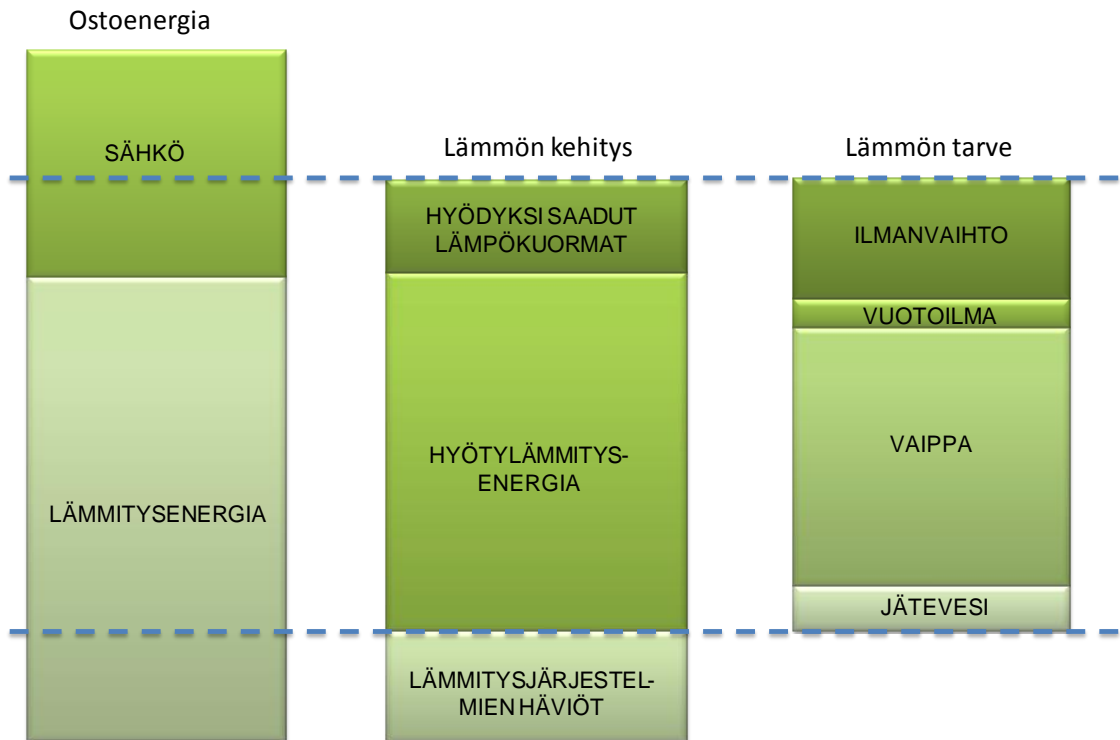 Ostoenergia
SÄHKÖ
LÄMMITYSENERGIA
Lämmön kehitys
HYÖDYKSI SAADUT
LÄMPÖKUORMAT
HYÖTYLÄMMITYS-
ENERGIA
LÄMMITYSJÄRJESTEL-
MIEN HÄVIÖT
Lämmön tarve
ILMANVAIHTO
VUOTOILMA
VAIPPA
JÄTEVESI